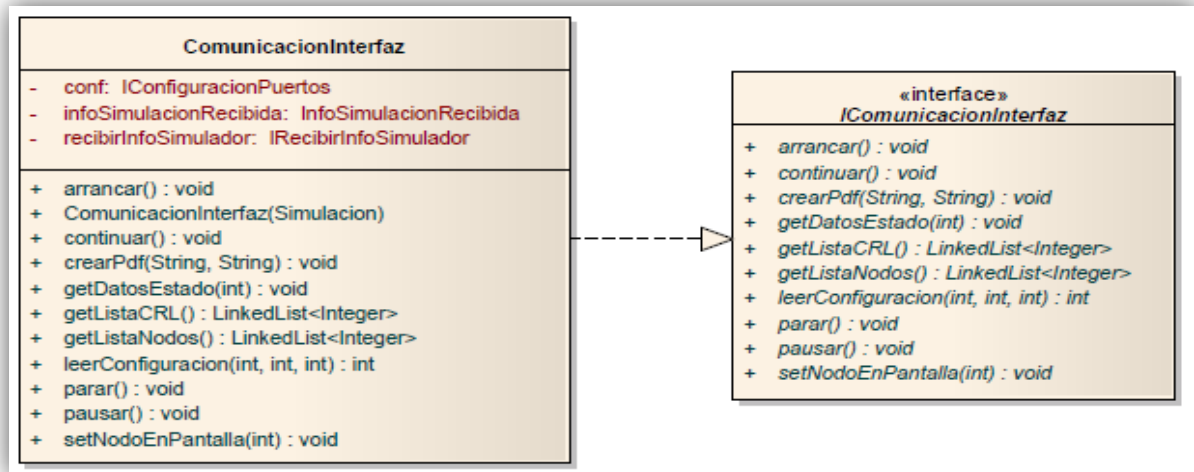 ComunicacionInterfaz
- conf: IConfiguracionPuertos
- infoSimulacionRecibida: InfoSimulacionRecibida
- recibirInfoSimulador: IRecibirInfoSimulador
+ arrancar() : void
+ ComunicacionInterfaz(Simulacion)
+ continuar() : void
+ crearPdf(String, String) : void
+ getDatosEstado(int) : void
+ getListaCRL() : LinkedList<Integer>
+ getListaNodos() : LinkedList<Integer>
+ leerConfiguracion(int, int, int) : int
+ parar() : void
+ pausar() : void
+ setNodoEnPantalla(int) : void
«interface»
IComunicacionInterfaz
+ arrancar() : void
+ continuar() : void
+ crearPdf(String, String) : void
+ getDatosEstado(int) : void
+ getListaCRL() : LinkedList<Integer>
+ getListaNodos() : LinkedList<Integer>
+ leerConfiguracion(int, int, int) : int
+ parar() : void
+ pausar() : void
+ setNodoEnPantalla(int) : void